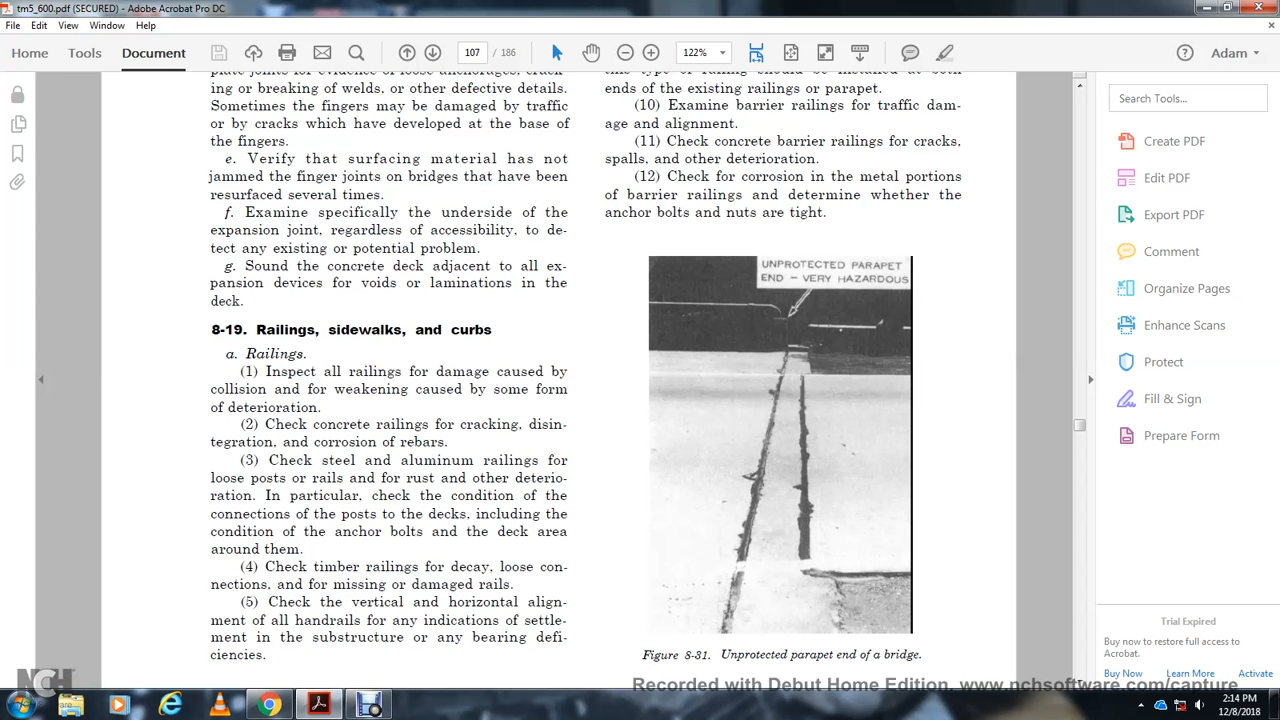 tm5_600.pdf (SECURED) - Adobe Acrobat Pro DC
File Edit View Window Help
Home Tools Document 107 / 186 122% Adam
ing or breaking of welds, or other defective details.
Sometimes the fingers may be damaged by traffic
or by cracks which have developed at the base of
the fingers.
e. Verify that surfacing material has not
jammed the finger joints on bridges that have been
resurfaced several times.
f. Examine specifically the underside of the
expansion joint, regardless of accessibility, to de-
tect any existing or potential problem.
g. Sound the concrete deck adjacent to all ex-
pansion devices for voids or laminations in the
deck.
8-19. Railings, sidewalks, and curbs
a. Railings.
(1) Inspect all railings for damage caused by
collision and for weakening caused by some form
of deterioration.
(2) Check concrete railings for cracking, disin-
tegration, and corrosion of rebars.
(3) Check steel and aluminum railings for
loose posts or rails and for rust and other deterio-
ration. In particular, check the condition of the
connections of the posts to the decks, including the
condition of the anchor bolts and the deck area
around them.
(4) Check timber railings for decay, loose con-
nections, and for missing or damaged rails.
(5) Check the vertical and horizontal align-
ment of all handrails for any indications of settle-
ment in the substructure or any bearing defi-
ciencies.
ends of the existing railings or parapet.
(10) Examine barrier railings for traffic dam-
age and alignment.
(11) Check concrete barrier railings for cracks,
spalls, and other deterioration.
(12) Check for corrosion in the metal portions
of barrier railings and determine whether the
anchor bolts and nuts are tight.
UNPROTECTED PARAPET
END - VERY HAZARDOUS
Figure 8-31. Unprotected parapet end of a bridge.
Search Tools...
Create PDF
Edit PDF
Export PDF
Comment
Organize Pages
Enhance Scans
Protect
Fill & Sign
Prepare Form
Trial Expired
Buy now to restore full access to
Acrobat.
Buy Now Learn More Activate
NCH
Recorded with Debut Home Edition. www.nchsoftware.com/capture
2:14 PM
12/8/2018